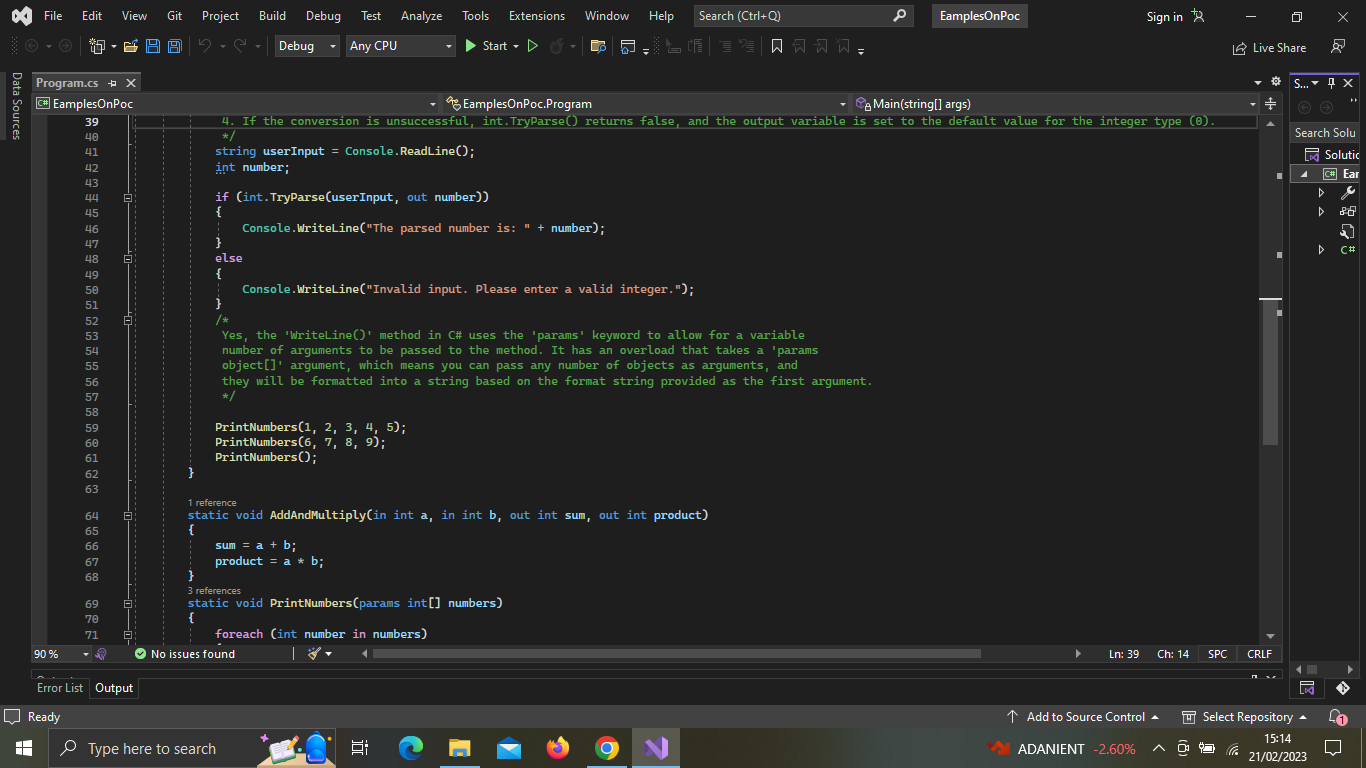 File Edit View Git Project Build Debug Test Analyze Tools Extensions Window Help Search (Ctrl+Q) EamplesOnPoc Sign in
Debug Any CPU Start Live Share
Data Sources
Program.cs
S...
EamplesOnPoc EamplesOnPoc.Program Main(string[] args)
Search Solu
Solutio
Ean
39 4. If the conversion is unsuccessful, int.TryParse() returns false, and the output variable is set to the default value for the integer type (0).
40 */
41 string userInput = Console.ReadLine();
42 int number;
43
44 if (int.TryParse(userInput, out number))
45 {
46 Console.WriteLine("The parsed number is: " + number);
47 }
48 else
49 {
50 Console.WriteLine("Invalid input. Please enter a valid integer.");
51 }
52 /*
53 Yes, the 'WriteLine()' method in C# uses the 'params' keyword to allow for a variable
54 number of arguments to be passed to the method. It has an overload that takes a 'params
55 object[]' argument, which means you can pass any number of objects as arguments, and
56 they will be formatted into a string based on the format string provided as the first argument.
57 */
58
59 PrintNumbers(1, 2, 3, 4, 5);
60 PrintNumbers(6, 7, 8, 9);
61 PrintNumbers();
62 }
63
1 reference
64 static void AddAndMultiply(in int a, in int b, out int sum, out int product)
65 {
66 sum = a + b;
67 product = a * b;
68 }
3 references
69 static void PrintNumbers(params int[] numbers)
70 {
71 foreach (int number in numbers)
90 % No issues found Ln: 39 Ch: 14 SPC CRLF
Error List Output
Ready Add to Source Control Select Repository 1
Type here to search ADANIENT -2.60% 15:14
21/02/2023